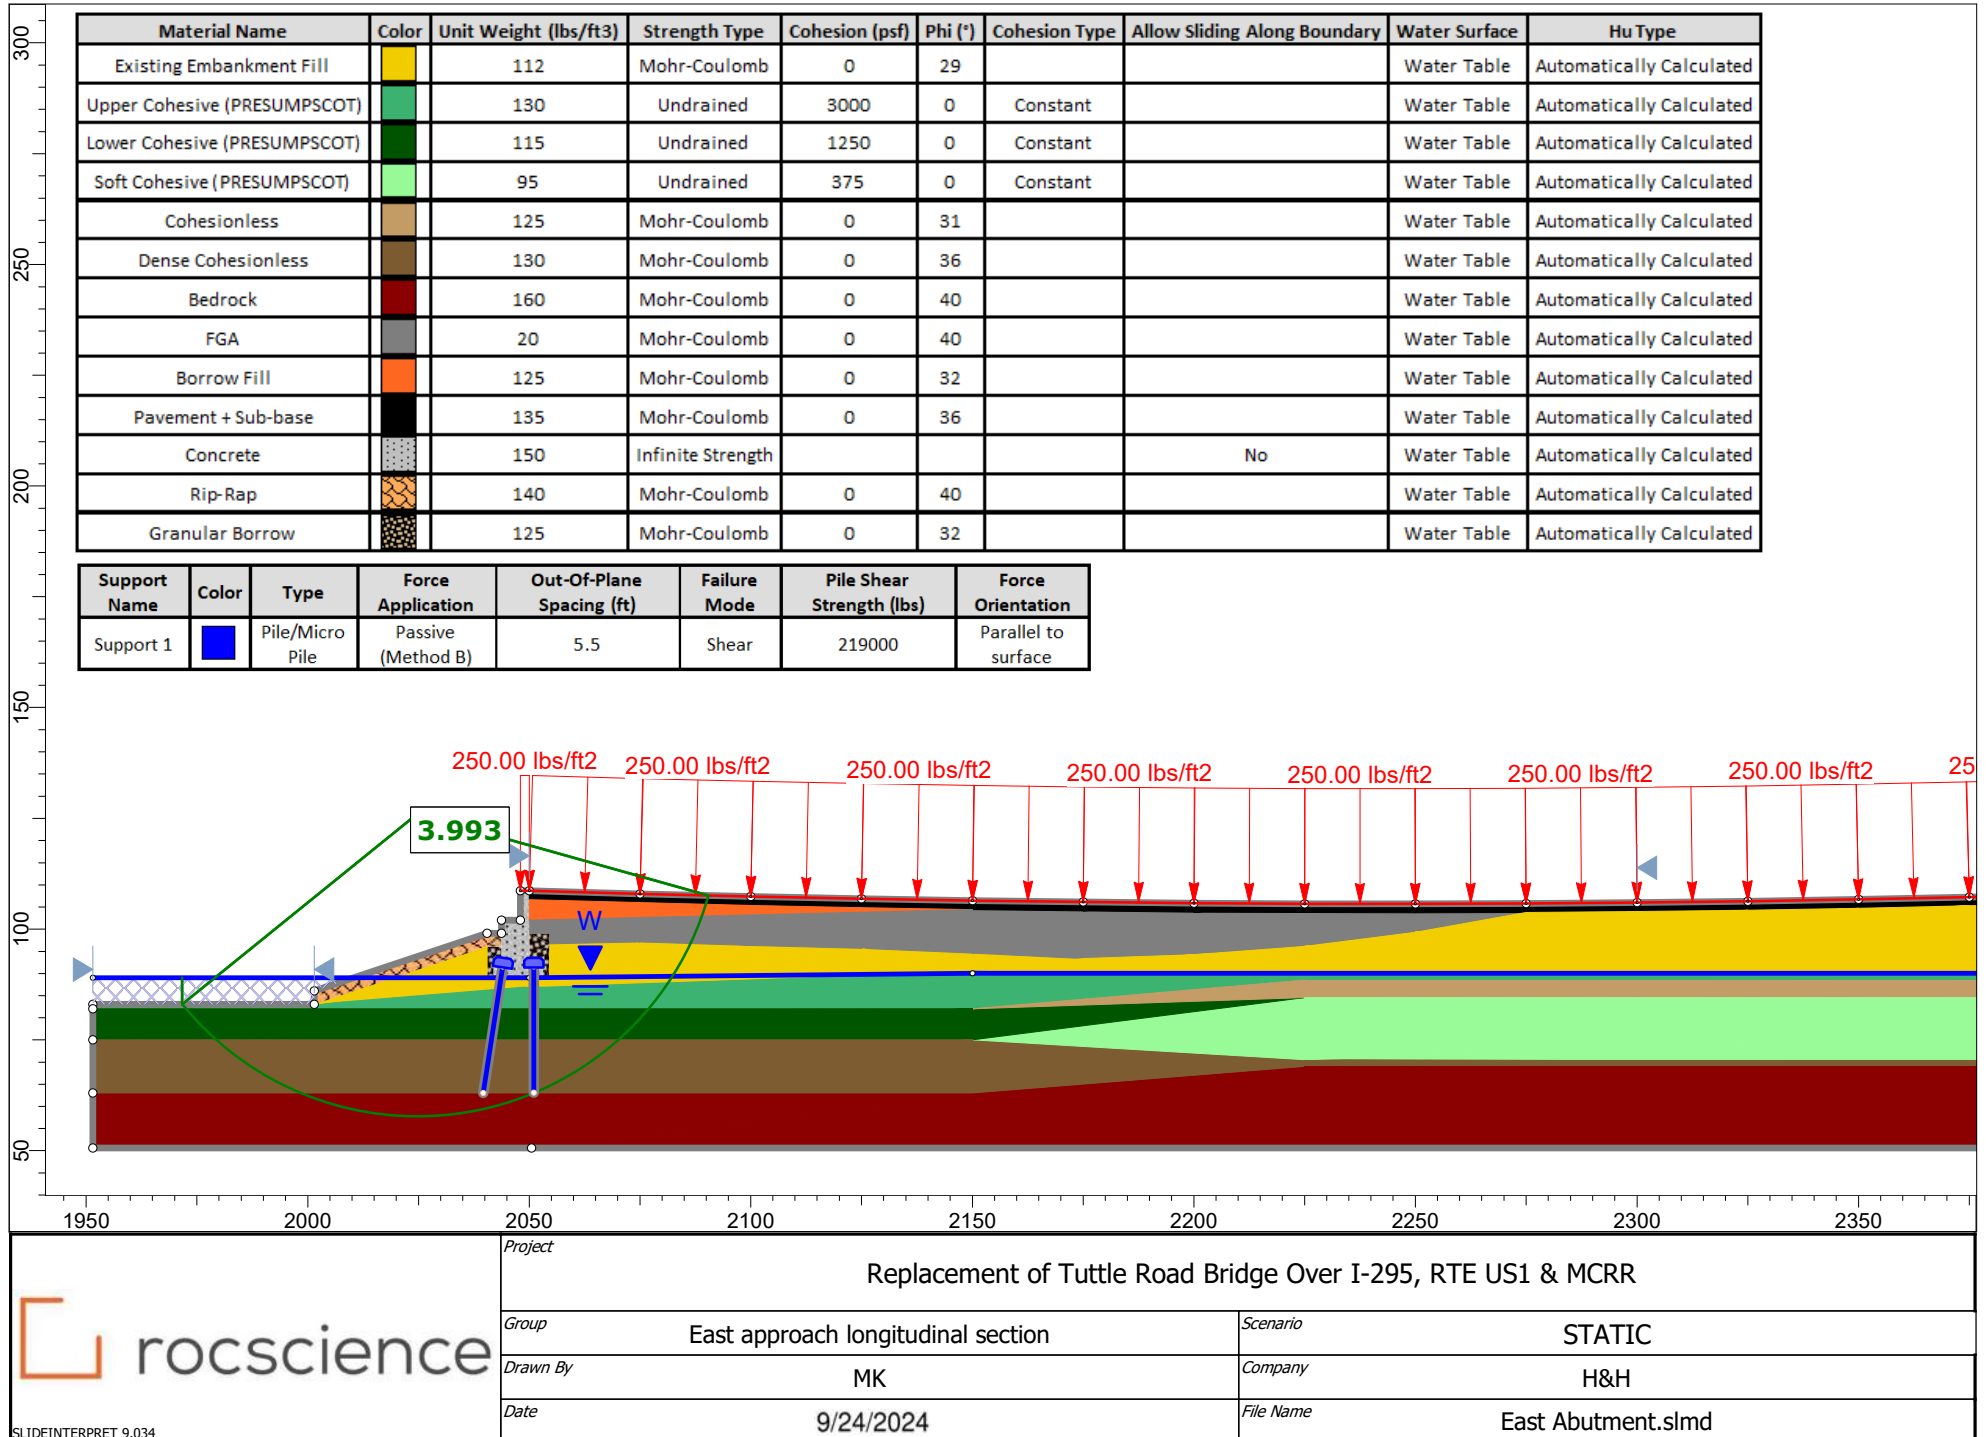 Material Name Color Unit Weight (lbs/ft3) Strength Type Cohesion (psf) Phi (°) Cohesion Type Allow Sliding Along Boundary Water Surface Hu Type
Existing Embankment Fill 112 Mohr-Coulomb 0 29 Water Table Automatically Calculated
Upper Cohesive (PRESUMPSCOT) 130 Undrained 3000 0 Constant Water Table Automatically Calculated
Lower Cohesive (PRESUMPSCOT) 115 Undrained 1250 0 Constant Water Table Automatically Calculated
Soft Cohesive (PRESUMPSCOT) 95 Undrained 375 0 Constant Water Table Automatically Calculated
Cohesionless 125 Mohr-Coulomb 0 31 Water Table Automatically Calculated
Dense Cohesionless 130 Mohr-Coulomb 0 36 Water Table Automatically Calculated
Bedrock 160 Mohr-Coulomb 0 40 Water Table Automatically Calculated
FGA 20 Mohr-Coulomb 0 40 Water Table Automatically Calculated
Borrow Fill 125 Mohr-Coulomb 0 32 Water Table Automatically Calculated
Pavement + Sub-base 135 Mohr-Coulomb 0 36 Water Table Automatically Calculated
Concrete 150 Infinite Strength No Water Table Automatically Calculated
Rip-Rap 140 Mohr-Coulomb 0 40 Water Table Automatically Calculated
Granular Borrow 125 Mohr-Coulomb 0 32 Water Table Automatically Calculated
Support Name Color Type Force Application Out-Of-Plane Spacing (ft) Failure Mode Pile Shear Strength (lbs) Force Orientation
Support 1 Pile/Micro Pile Passive (Method B) 5.5 Shear 219000 Parallel to surface
300
250
200
150
100
50
250.00 lbs/ft2 250.00 lbs/ft2 250.00 lbs/ft2 250.00 lbs/ft2 250.00 lbs/ft2 250.00 lbs/ft2 250.00 lbs/ft2 25
3.993
W
1950 2000 2050 2100 2150 2200 2250 2300 2350
rocscience
SLIDEINTERPRET 9.034
Project
Replacement of Tuttle Road Bridge Over I-295, RTE US1 & MCRR
Group East approach longitudinal section Scenario STATIC
Drawn By MK Company H&H
Date 9/24/2024 File Name East Abutment.slmd